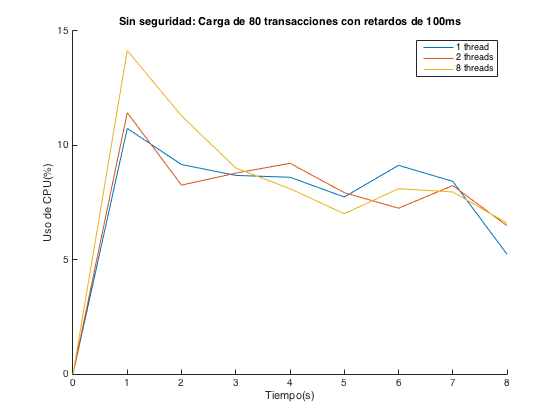 Sin seguridad: Carga de 80 transacciones con retardos de 100ms
1 thread
2 threads
8 threads
15
10
5
0
Uso de CPU(%)
0 1 2 3 4 5 6 7 8
Tiempo(s)